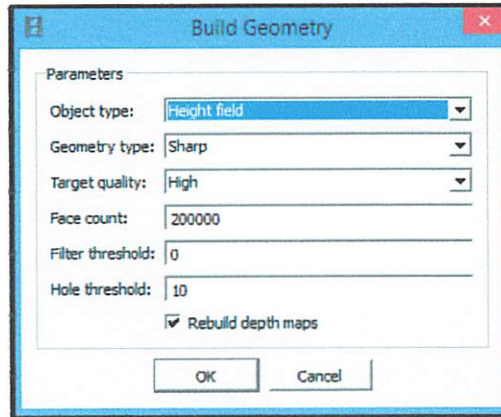 Build Geometry
Parameters
Object type: Height field
Geometry type: Sharp
Target quality: High
Face count: 200000
Filter threshold: 0
Hole threshold: 10
Rebuild depth maps
OK Cancel